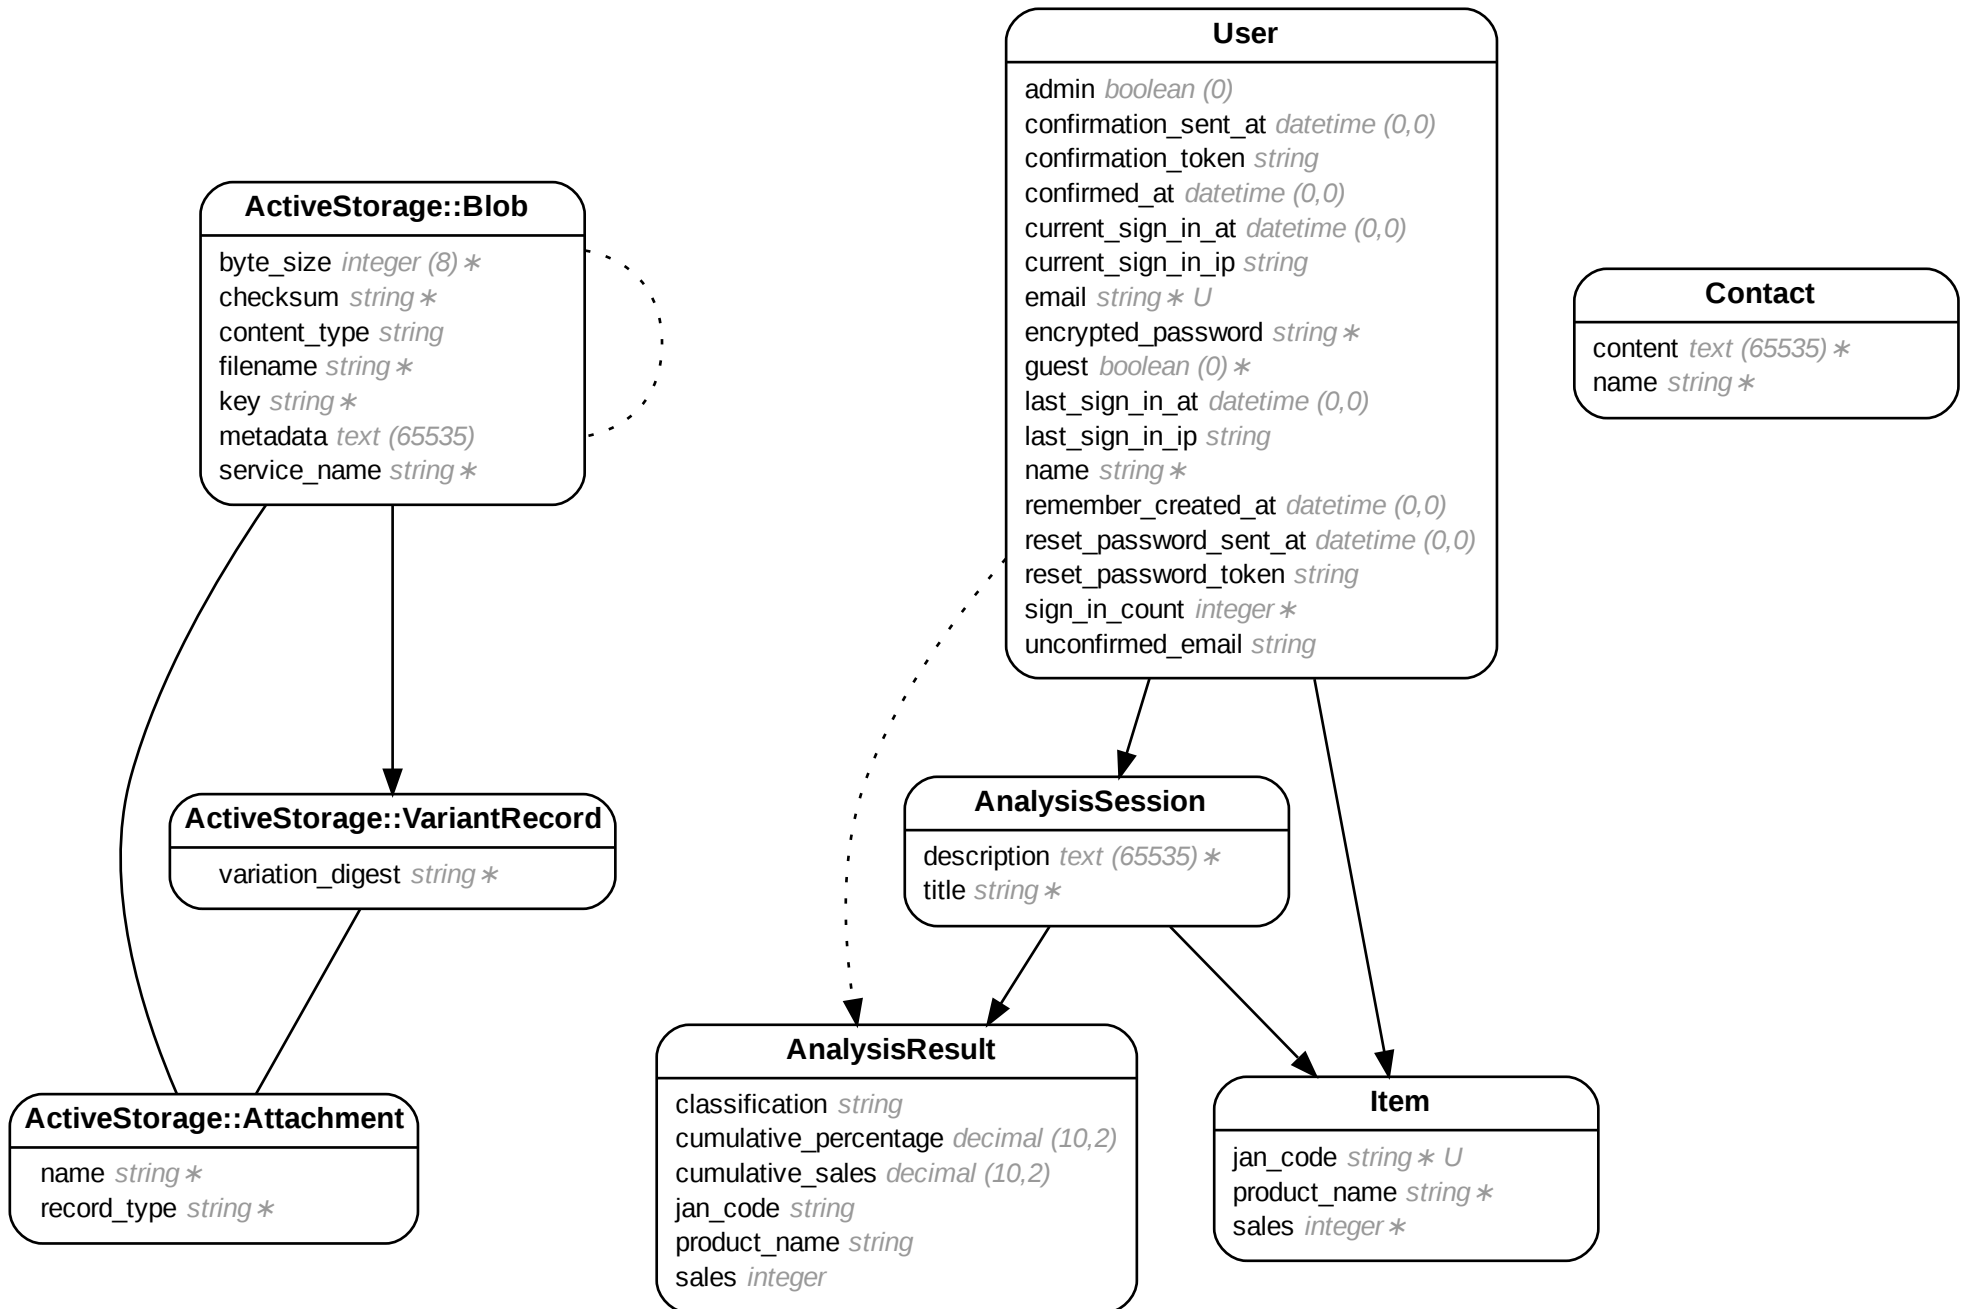 User
admin boolean (0)
confirmation_sent_at datetime (0,0)
confirmation_token string
confirmed_at datetime (0,0)
current_sign_in_at datetime (0,0)
current_sign_in_ip string
email string∗ U
encrypted_password string∗
guest boolean (0)∗
last_sign_in_at datetime (0,0)
last_sign_in_ip string
name string∗
remember_created_at datetime (0,0)
reset_password_sent_at datetime (0,0)
reset_password_token string
sign_in_count integer∗
unconfirmed_email string
ActiveStorage::Blob
byte_size integer (8)∗
checksum string∗
content_type string
filename string∗
key string∗
metadata text (65535)
service_name string∗
Contact
content text (65535)∗
name string∗
ActiveStorage::VariantRecord
variation_digest string∗
AnalysisSession
description text (65535)∗
title string∗
ActiveStorage::Attachment
name string∗
record_type string∗
AnalysisResult
classification string
cumulative_percentage decimal (10,2)
cumulative_sales decimal (10,2)
jan_code string
product_name string
sales integer
Item
jan_code string∗ U
product_name string∗
sales integer∗